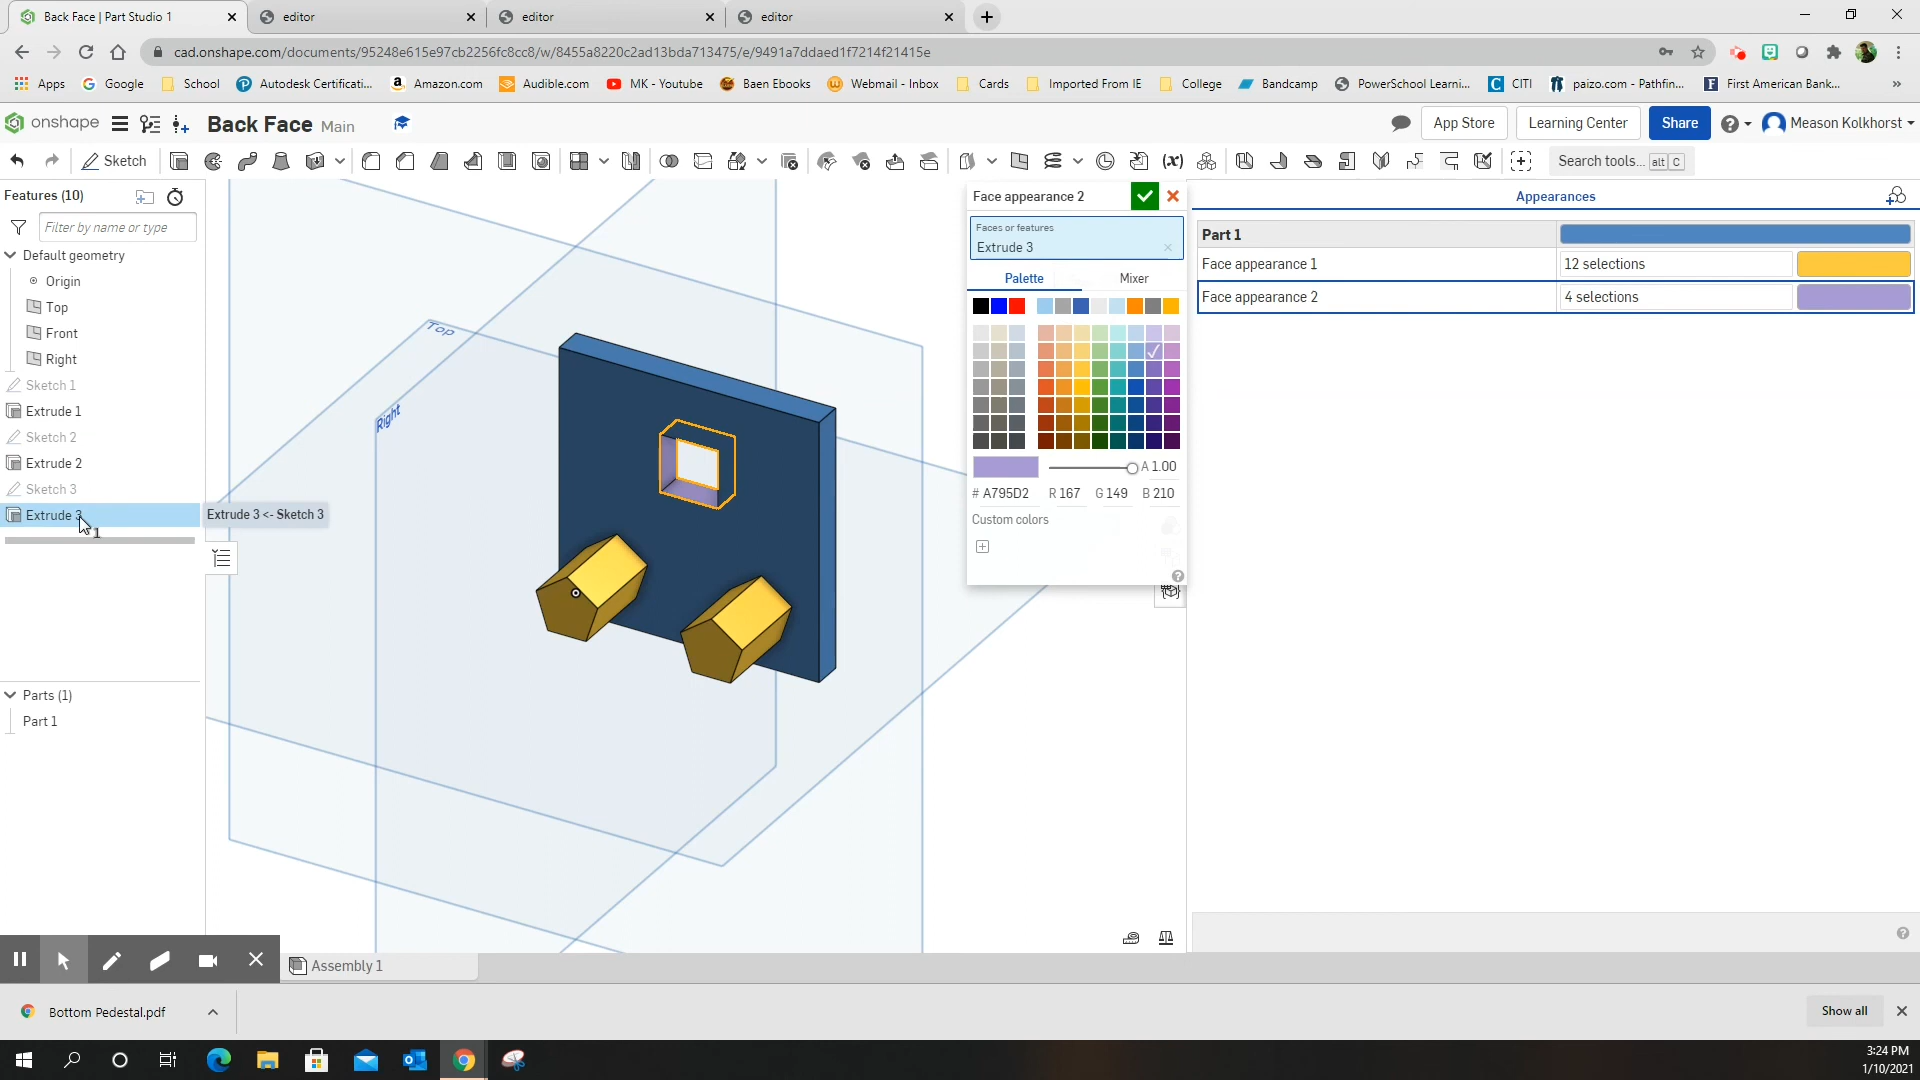 Back Face | Part Studio 1
editor
editor
editor
cad.onshape.com/documents/95248e615e97cb2256fc8cc8/w/8455a8220c2ad13bda713475/e/9491a7ddaed1f7214f21415e
Apps
Google
School
Autodesk Certificati...
Amazon.com
Audible.com
MK - Youtube
Baen Ebooks
Webmail - Inbox
Cards
Imported From IE
College
Bandcamp
PowerSchool Learni...
CITI
paizo.com - Pathfin...
First American Bank...
»
onshape
Back Face Main
App Store
Learning Center
Share
Measson Kolkhorst
Sketch
Search tools... alt C
Features (10)
Filter by name or type
Default geometry
Origin
Top
Front
Right
Sketch 1
Extrude 1
Sketch 2
Extrude 2
Sketch 3
Extrude 3
1
Extrude 3 <- Sketch 3
Parts (1)
Part 1
Top
Right
Face appearance 2
Faces or features
Extrude 3
Palette
Mixer
A 1.00
# A795D2 R 167 G 149 B 210
Custom colors
Appearances
Part 1
Face appearance 1
12 selections
Face appearance 2
4 selections
Assembly 1
Bottom Pedestal.pdf
Show all
3:24 PM
1/10/2021